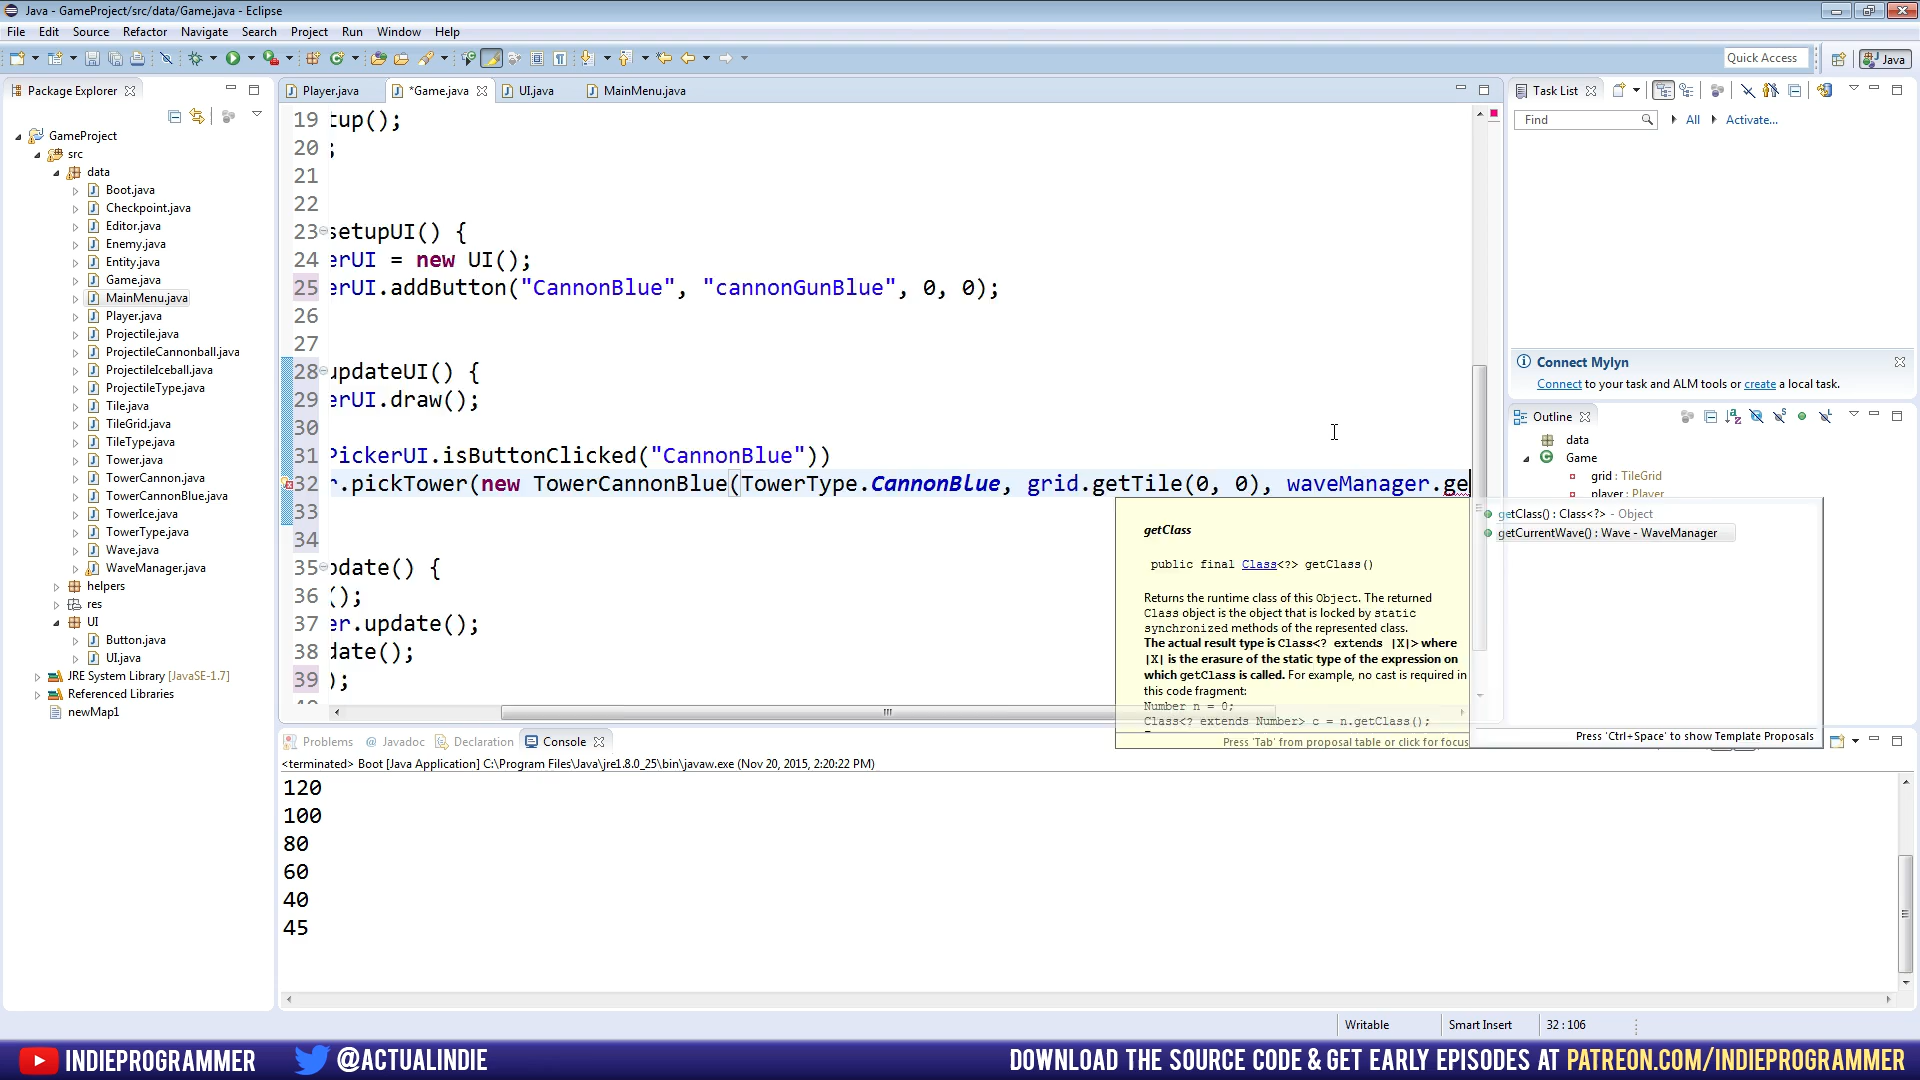 Java - GameProject/src/data/Game.java - Eclipse
File Edit Source Refactor Navigate Search Project Run Window Help
Quick Access
Java
Package Explorer
GameProject
src
data
Boot.java
Checkpoint.java
Editor.java
Enemy.java
Entity.java
Game.java
MainMenu.java
Player.java
Projectile.java
ProjectileCannonball.java
ProjectileIceball.java
ProjectileType.java
Tile.java
TileGrid.java
TileType.java
Tower.java
TowerCannon.java
TowerCannonBlue.java
TowerIce.java
TowerType.java
Wave.java
WaveManager.java
helpers
res
UI
Button.java
UI.java
JRE System Library [JavaSE-1.7]
Referenced Libraries
newMap1
Player.java *Game.java UI.java MainMenu.java
19 tup();
20 ;
21
22
23 setupUI() {
24 erUI = new UI();
25 erUI.addButton("CannonBlue", "cannonGunBlue", 0, 0);
26
27
28 updateUI() {
29 erUI.draw();
30
31 PickerUI.isButtonClicked("CannonBlue"))
32 r.pickTower(new TowerCannonBlue(TowerType.CannonBlue, grid.getTile(0, 0), waveManager.ge
33
34
35 pdate() {
36 ();
37 er.update();
38 date();
39 );
getClass
public final Class<?> getClass()
Returns the runtime class of this Object. The returned
Class object is the object that is locked by static
synchronized methods of the represented class.
The actual result type is Class<? extends |X|> where
|X| is the erasure of the static type of the expression on
which getClass is called. For example, no cast is required in
this code fragment:
Number n = 0;
Class<? extends Number> c = n.getClass();
Press 'Tab' from proposal table or click for focus
getClass() : Class<?> - Object
getCurrentWave() : Wave - WaveManager
Press 'Ctrl+Space' to show Template Proposals
Task List
Find
All
Activate...
Connect Mylyn
Connect to your task and ALM tools or create a local task.
Outline
data
Game
grid : TileGrid
player : Player
Problems @ Javadoc Declaration Console
<terminated> Boot [Java Application] C:\Program Files\Java\jre1.8.0_25\bin\javaw.exe (Nov 20, 2015, 2:20:22 PM)
120
100
80
60
40
45
Writable
Smart Insert
32 : 106
INDIEPROGRAMMER
@ACTUALINDIE
DOWNLOAD THE SOURCE CODE & GET EARLY EPISODES AT PATREON.COM/INDIEPROGRAMMER